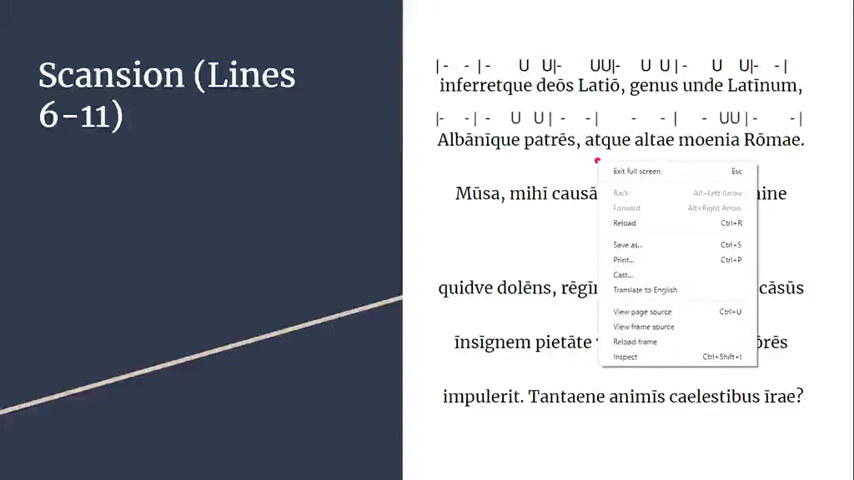 Scansion (Lines
6-11)
|- - | - U U|- UU|- U U | - U U|- - |
inferretque deōs Latiō, genus unde Latīnum,
|- - | - U U | - - | - - | - UU | - - |
Albānīque patrēs, atque altae moenia Rōmae.
Mūsa, mihī causā
quidve dolēns, cāsūs
īnsīgnem pietāte
impulerit. Tantaene animīs caelestibus īrae?
Exit full screen Esc
Back Alt+Left Arrow
Forward Alt+Right Arrow
Reload Ctrl+R
Save as... Ctrl+S
Print... Ctrl+P
Cast...
Translate to English
View page source Ctrl+U
View frame source
Reload frame
Inspect Ctrl+Shift+I